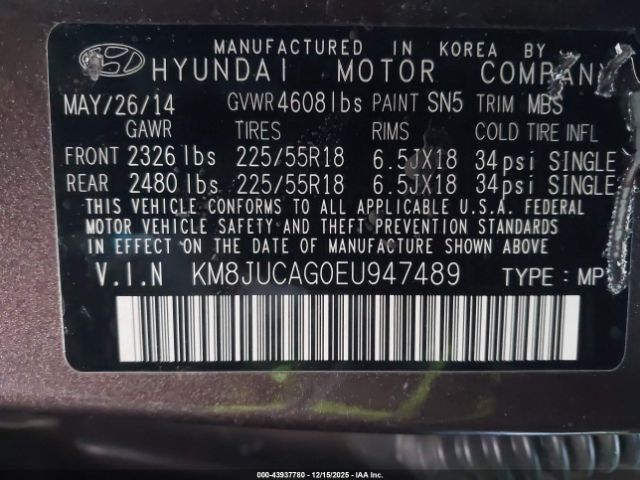 MANUFACTURED IN KOREA BY
HYUNDAI MOTOR COMPANY
MAY/26/14 GVWR 4608 lbs PAINT SN5 TRIM MBS
GAWR TIRES RIMS COLD TIRE INFL
FRONT 2326 lbs 225/55R18 6.5JX18 34psi SINGLE
REAR 2480 lbs 225/55R18 6.5JX18 34psi SINGLE
THIS VEHICLE CONFORMS TO ALL APPLICABLE U.S.A. FEDERAL
MOTOR VEHICLE SAFETY AND THEFT PREVENTION STANDARDS
IN EFFECT ON THE DATE OF MANUFACTURE SHOWN ABOVE
V.I.N KM8JUCAG0EU947489 TYPE : MP
000-43937780 - 12/15/2025 - IAAI, INC.